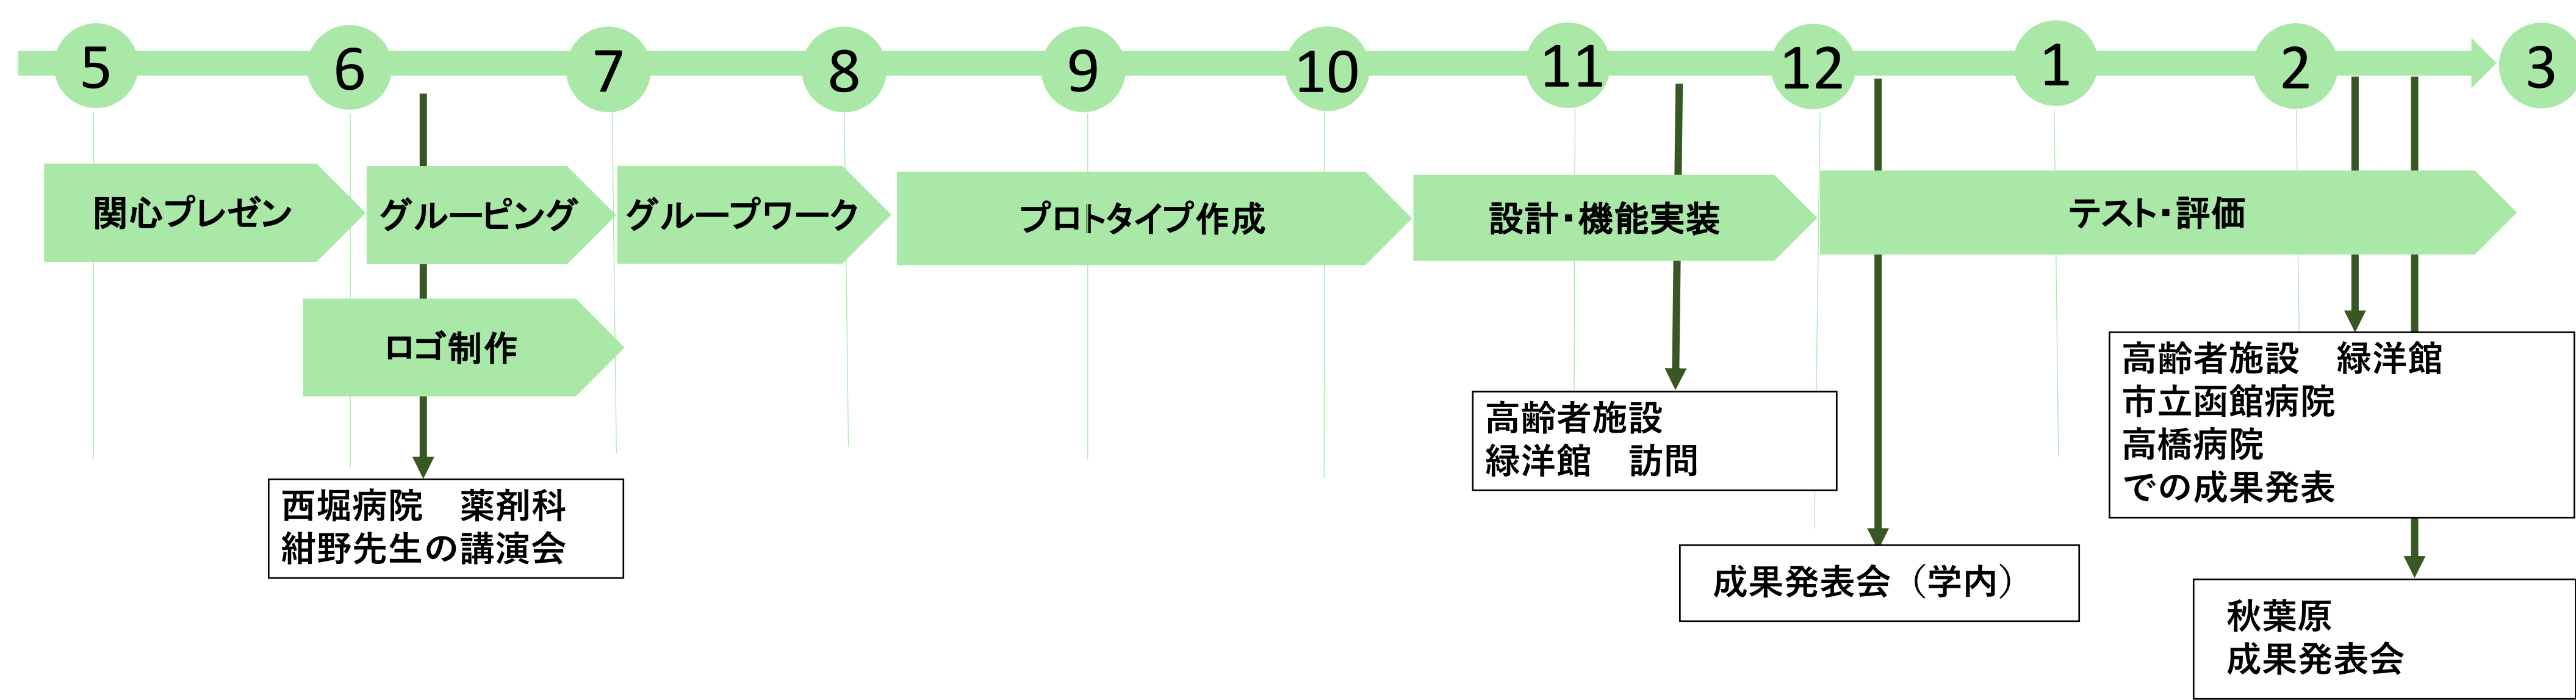 5 6 7 8 9 10 11 12 1 2 3
関心プレゼン
グルーピング
グループワーク
プロトタイプ作成
設計・機能実装
テスト・評価
ロゴ制作
西堀病院　薬剤科
紺野先生の講演会
高齢者施設
緑洋館　訪問
成果発表会（学内）
高齢者施設　緑洋館
市立函館病院
高橋病院
での成果発表
秋葉原
成果発表会